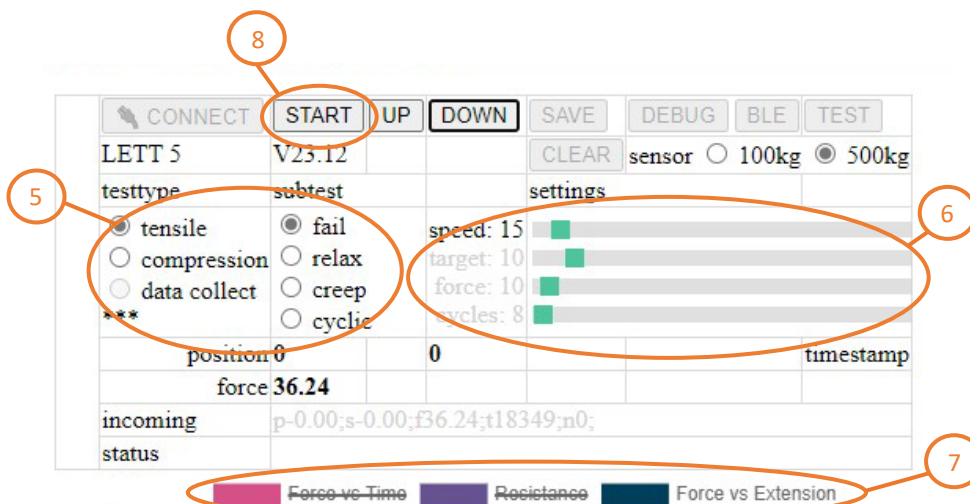 8
CONNECT START UP DOWN SAVE DEBUG BLE TEST
LETT 5 V23.12 CLEAR sensor 100kg 500kg
5
testtype subtest settings
6
tensile fail speed: 15
compression relax target: 10
data collect creep force: 10
*** cyclic cycles: 8
position 0 0 timestamp
force 36.24
incoming p-0.00;s-0.00;f36.24;t18349;n0;
status
7
Force vs Time Resistance Force vs Extension